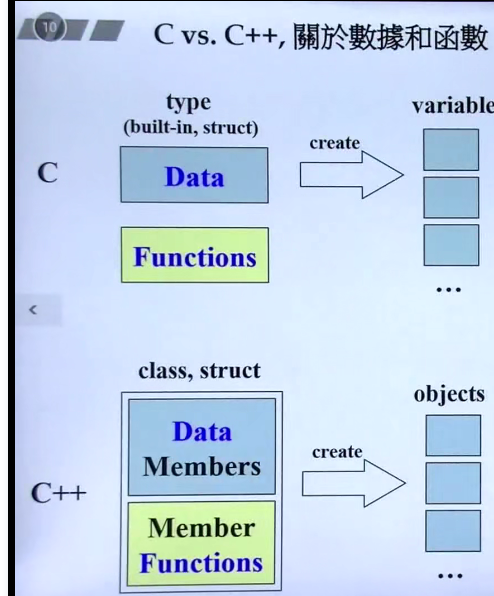 10
C vs. C++, 關於數據和函數
type
(built-in, struct)
variable
create
C
Data
Functions
...
class, struct
objects
create
C++
Data
Members
Member
Functions
...